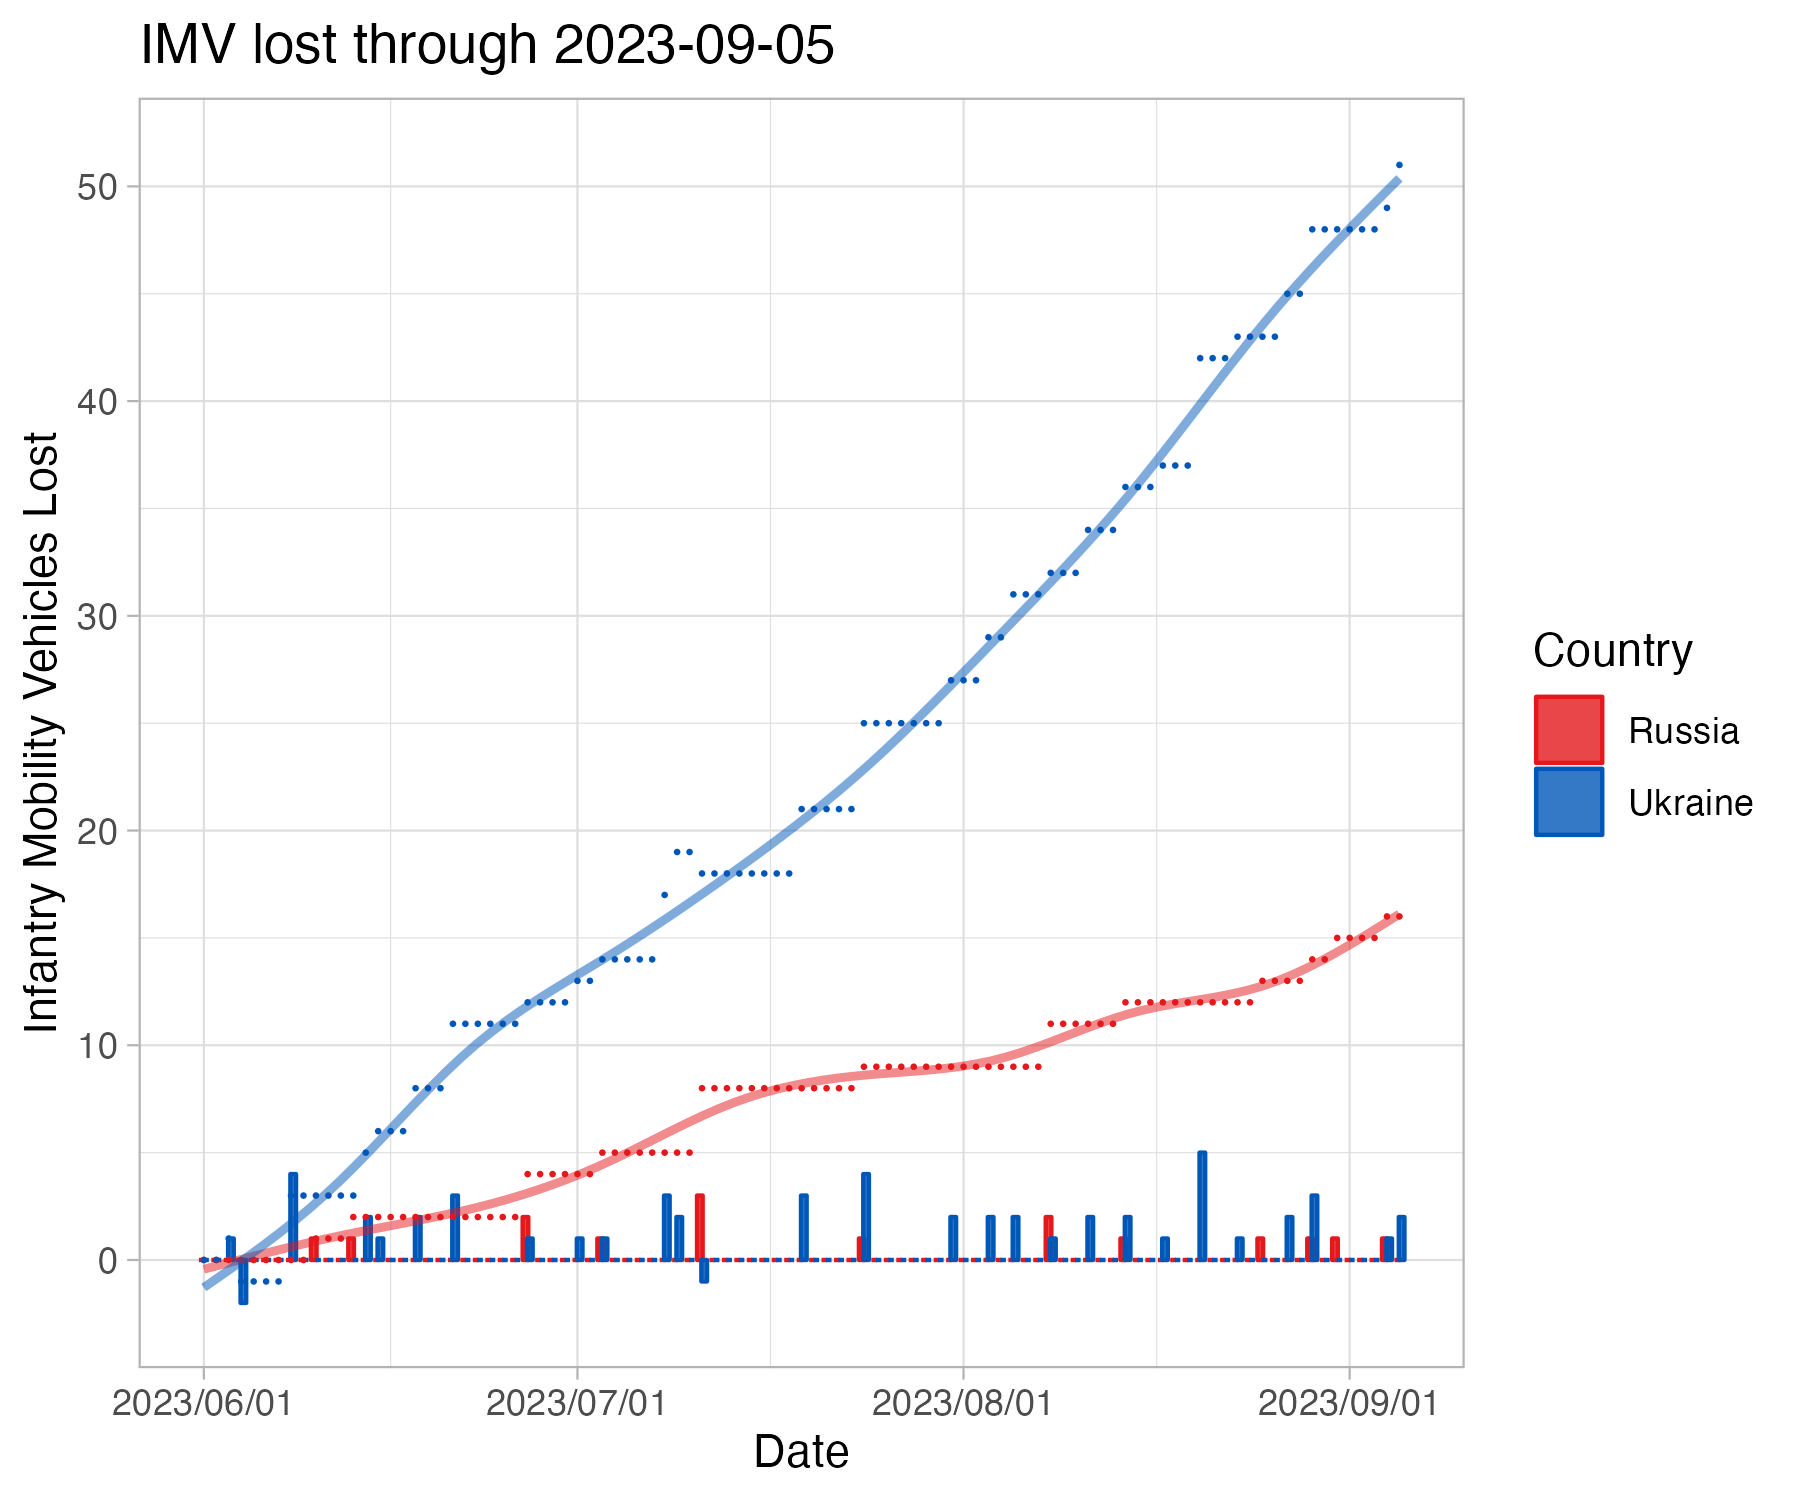 IMV lost through 2023-09-05
Infantry Mobility Vehicles Lost
50
40
30
20
10
0
2023/06/01
2023/07/01
2023/08/01
2023/09/01
Date
Country
Russia
Ukraine